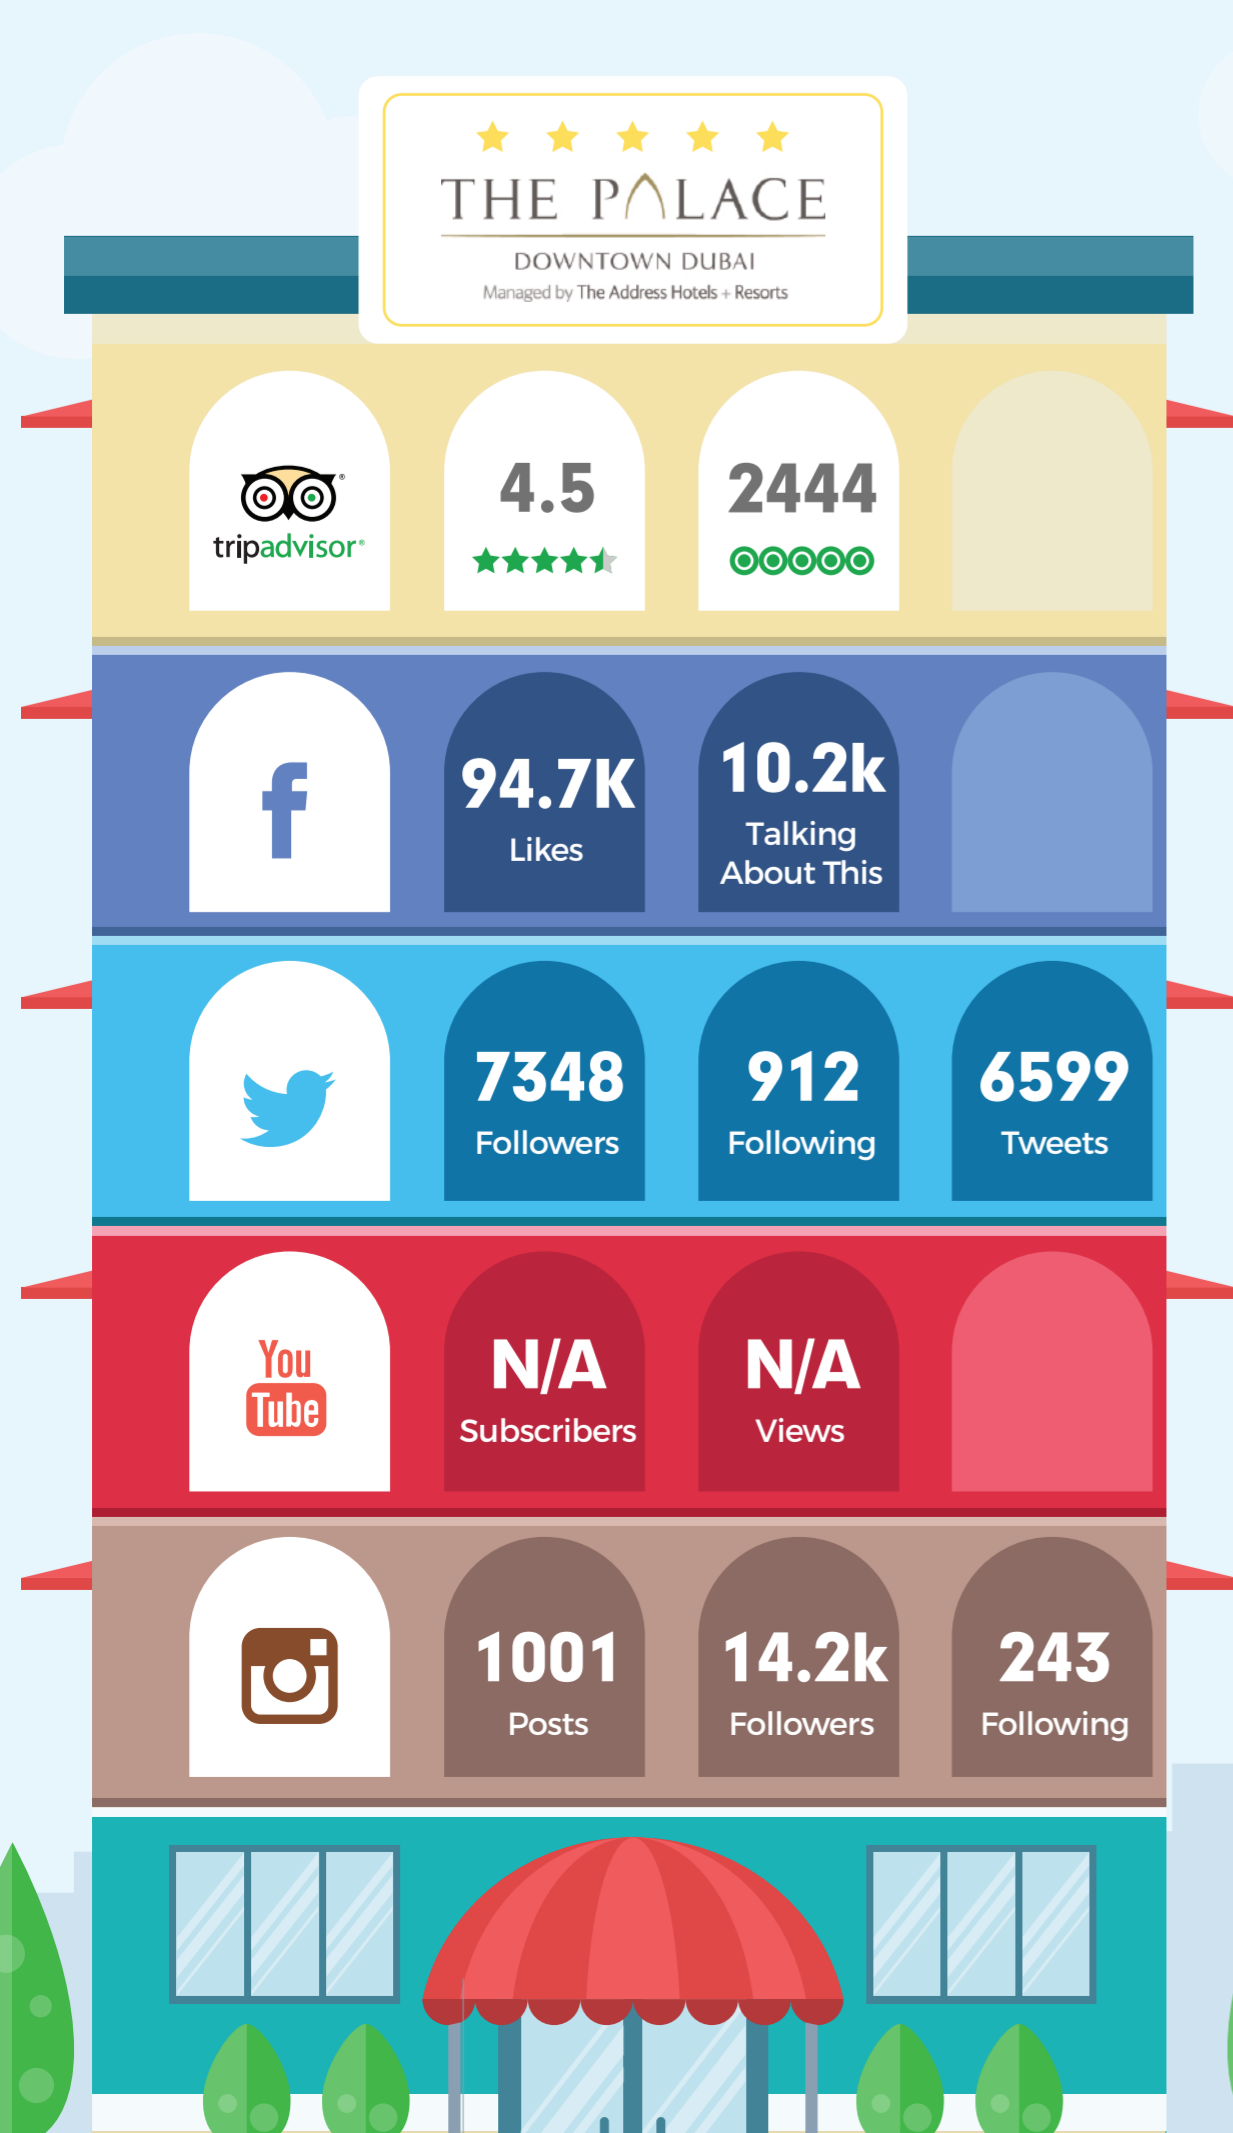 THE PALACE
DOWNTOWN DUBAI
Managed by The Address Hotels + Resorts
tripadvisor®
4.5
2444
94.7K
Likes
10.2k
Talking
About This
7348
Followers
912
Following
6599
Tweets
You
Tube
N/A
Subscribers
N/A
Views
1001
Posts
14.2k
Followers
243
Following